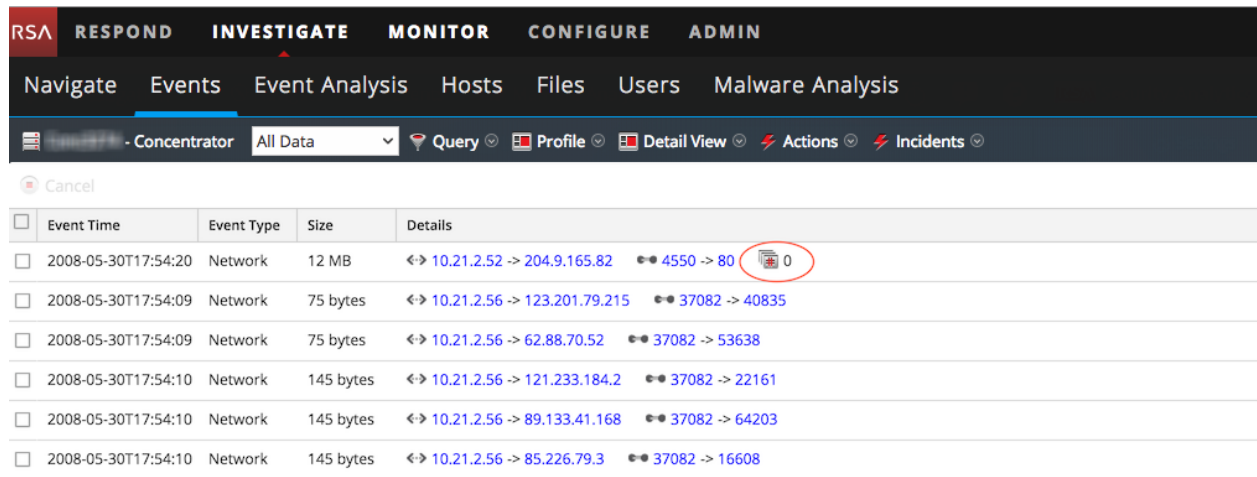 RSA RESPOND INVESTIGATE MONITOR CONFIGURE ADMIN
Navigate Events Event Analysis Hosts Files Users Malware Analysis
- Concentrator All Data Query Profile Detail View Actions Incidents
Cancel
Event Time Event Type Size Details
2008-05-30T17:54:20 Network 12 MB 10.21.2.52 -> 204.9.165.82 4550 -> 80 0
2008-05-30T17:54:09 Network 75 bytes 10.21.2.56 -> 123.201.79.215 37082 -> 40835
2008-05-30T17:54:09 Network 75 bytes 10.21.2.56 -> 62.88.70.52 37082 -> 53638
2008-05-30T17:54:10 Network 145 bytes 10.21.2.56 -> 121.233.184.2 37082 -> 22161
2008-05-30T17:54:10 Network 145 bytes 10.21.2.56 -> 89.133.41.168 37082 -> 64203
2008-05-30T17:54:10 Network 145 bytes 10.21.2.56 -> 85.226.79.3 37082 -> 16608